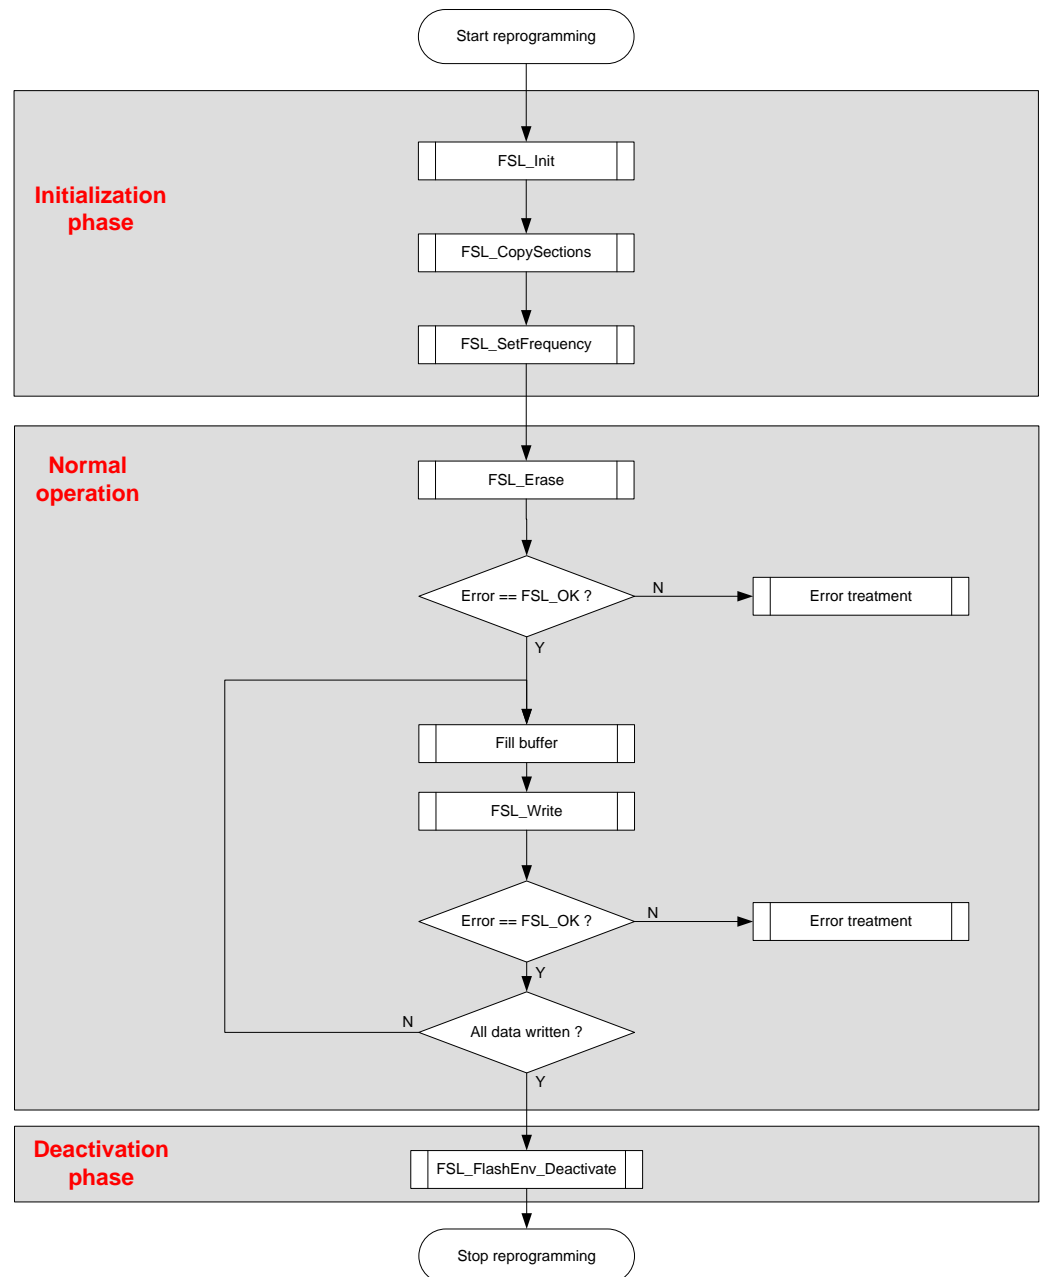 Start reprogramming
Initialization
phase
FSL_Init
FSL_CopySections
FSL_SetFrequency
Normal
operation
FSL_Erase
Error == FSL_OK ?
N
Error treatment
Y
Fill buffer
FSL_Write
Error == FSL_OK ?
N
Error treatment
Y
All data written ?
N
Y
Deactivation
phase
FSL_FlashEnv_Deactivate
Stop reprogramming